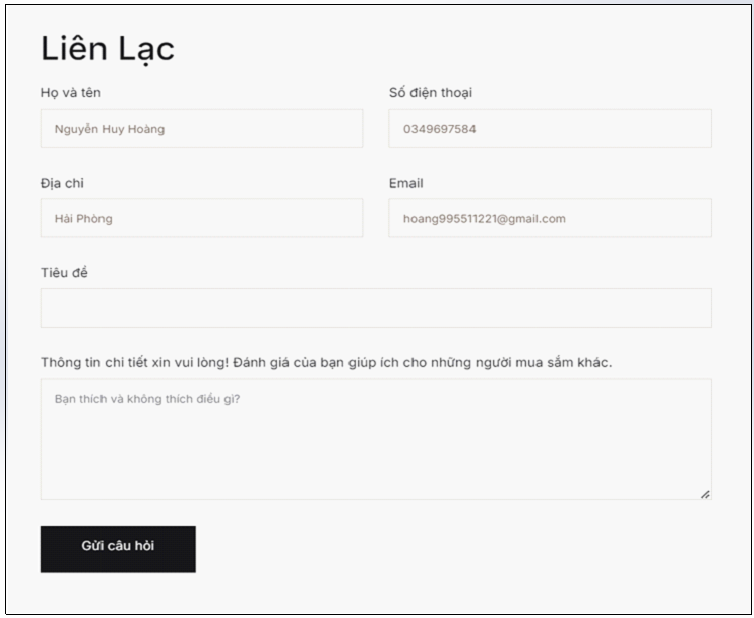 Liên Lạc
Họ và tên
Số điện thoại
Nguyễn Huy Hoàng
0349697584
Địa chỉ
Email
Hải Phòng
hoang995511221@gmail.com
Tiêu đề
Thông tin chi tiết xin vui lòng! Đánh giá của bạn giúp ích cho những người mua sắm khác.
Bạn thích và không thích điều gì?
Gửi câu hỏi